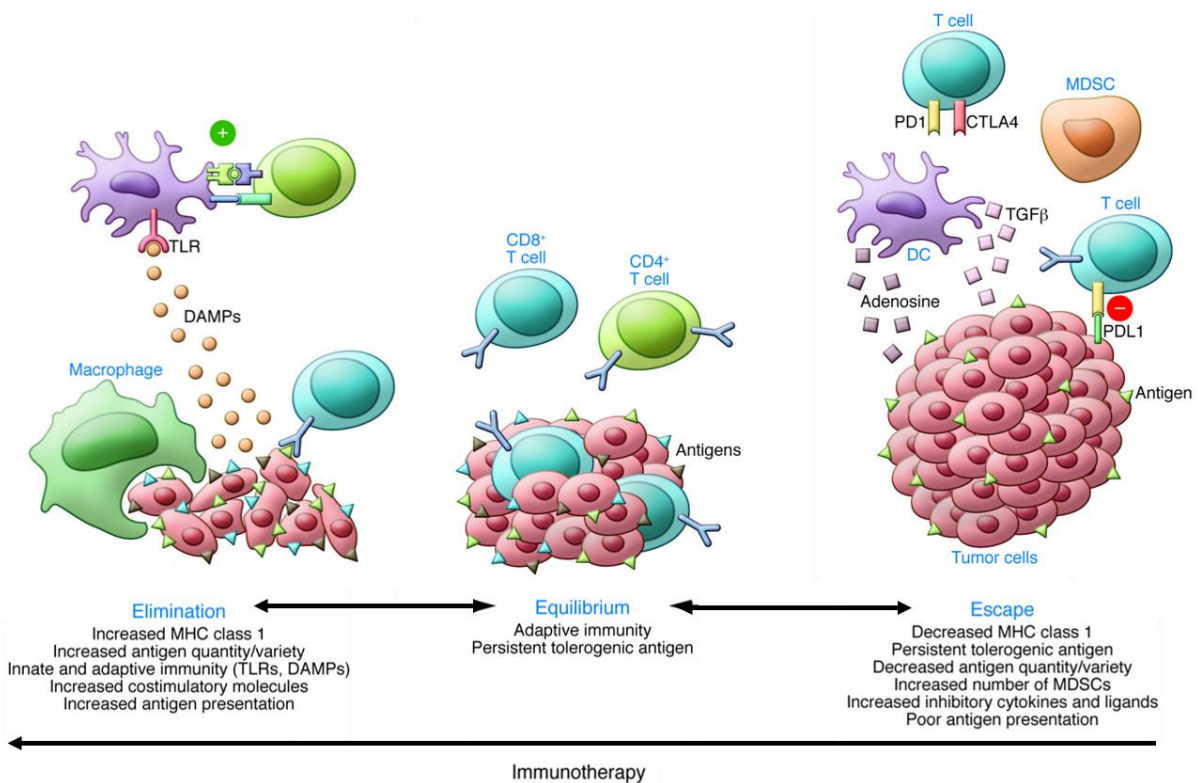 T cell
PD1
CTLA4
MDSC
+
TLR
DAMPs
Macrophage
CD8+
T cell
CD4+
T cell
Antigens
TGFβ
DC
T cell
Adenosine
−
PDL1
Antigen
Tumor cells
Elimination
Increased MHC class 1
Increased antigen quantity/variety
Innate and adaptive immunity (TLRs, DAMPs)
Increased costimulatory molecules
Increased antigen presentation
Equilibrium
Adaptive immunity
Persistent tolerogenic antigen
Escape
Decreased MHC class 1
Persistent tolerogenic antigen
Decreased antigen quantity/variety
Increased number of MDSCs
Increased inhibitory cytokines and ligands
Poor antigen presentation
Immunotherapy